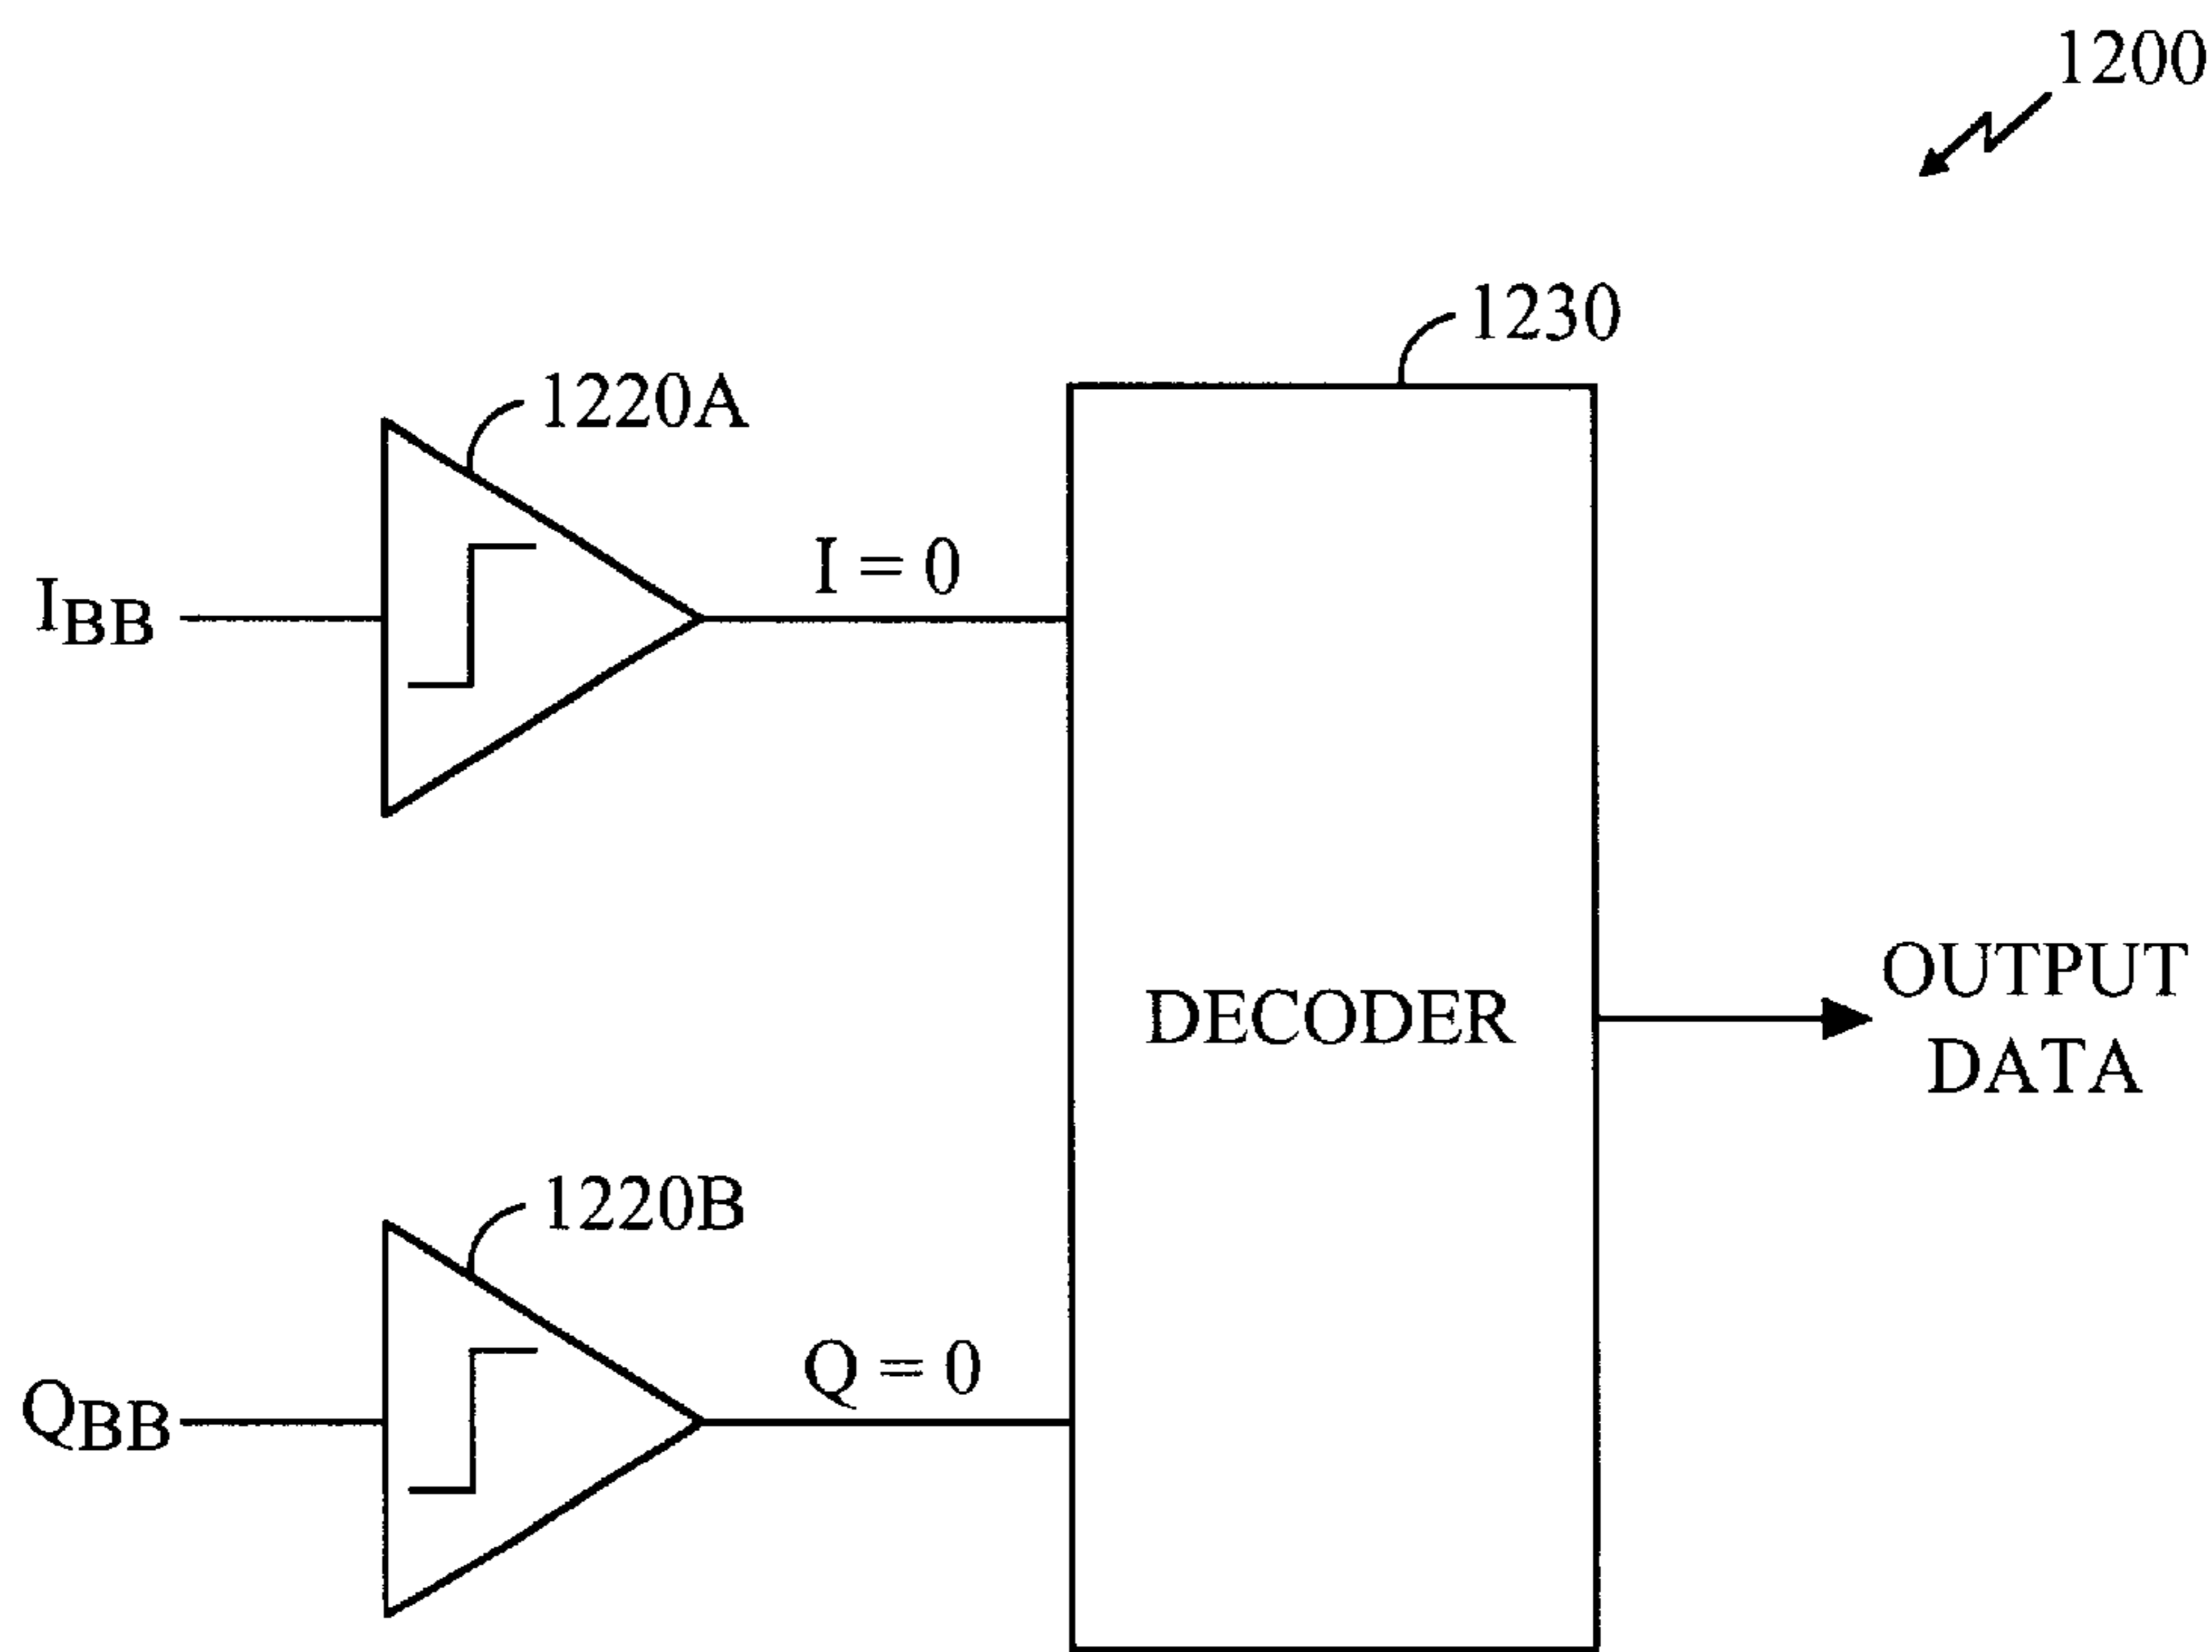 1200
1230
1220A
I = 0
IBB
DECODER
OUTPUT
DATA
1220B
Q = 0
QBB